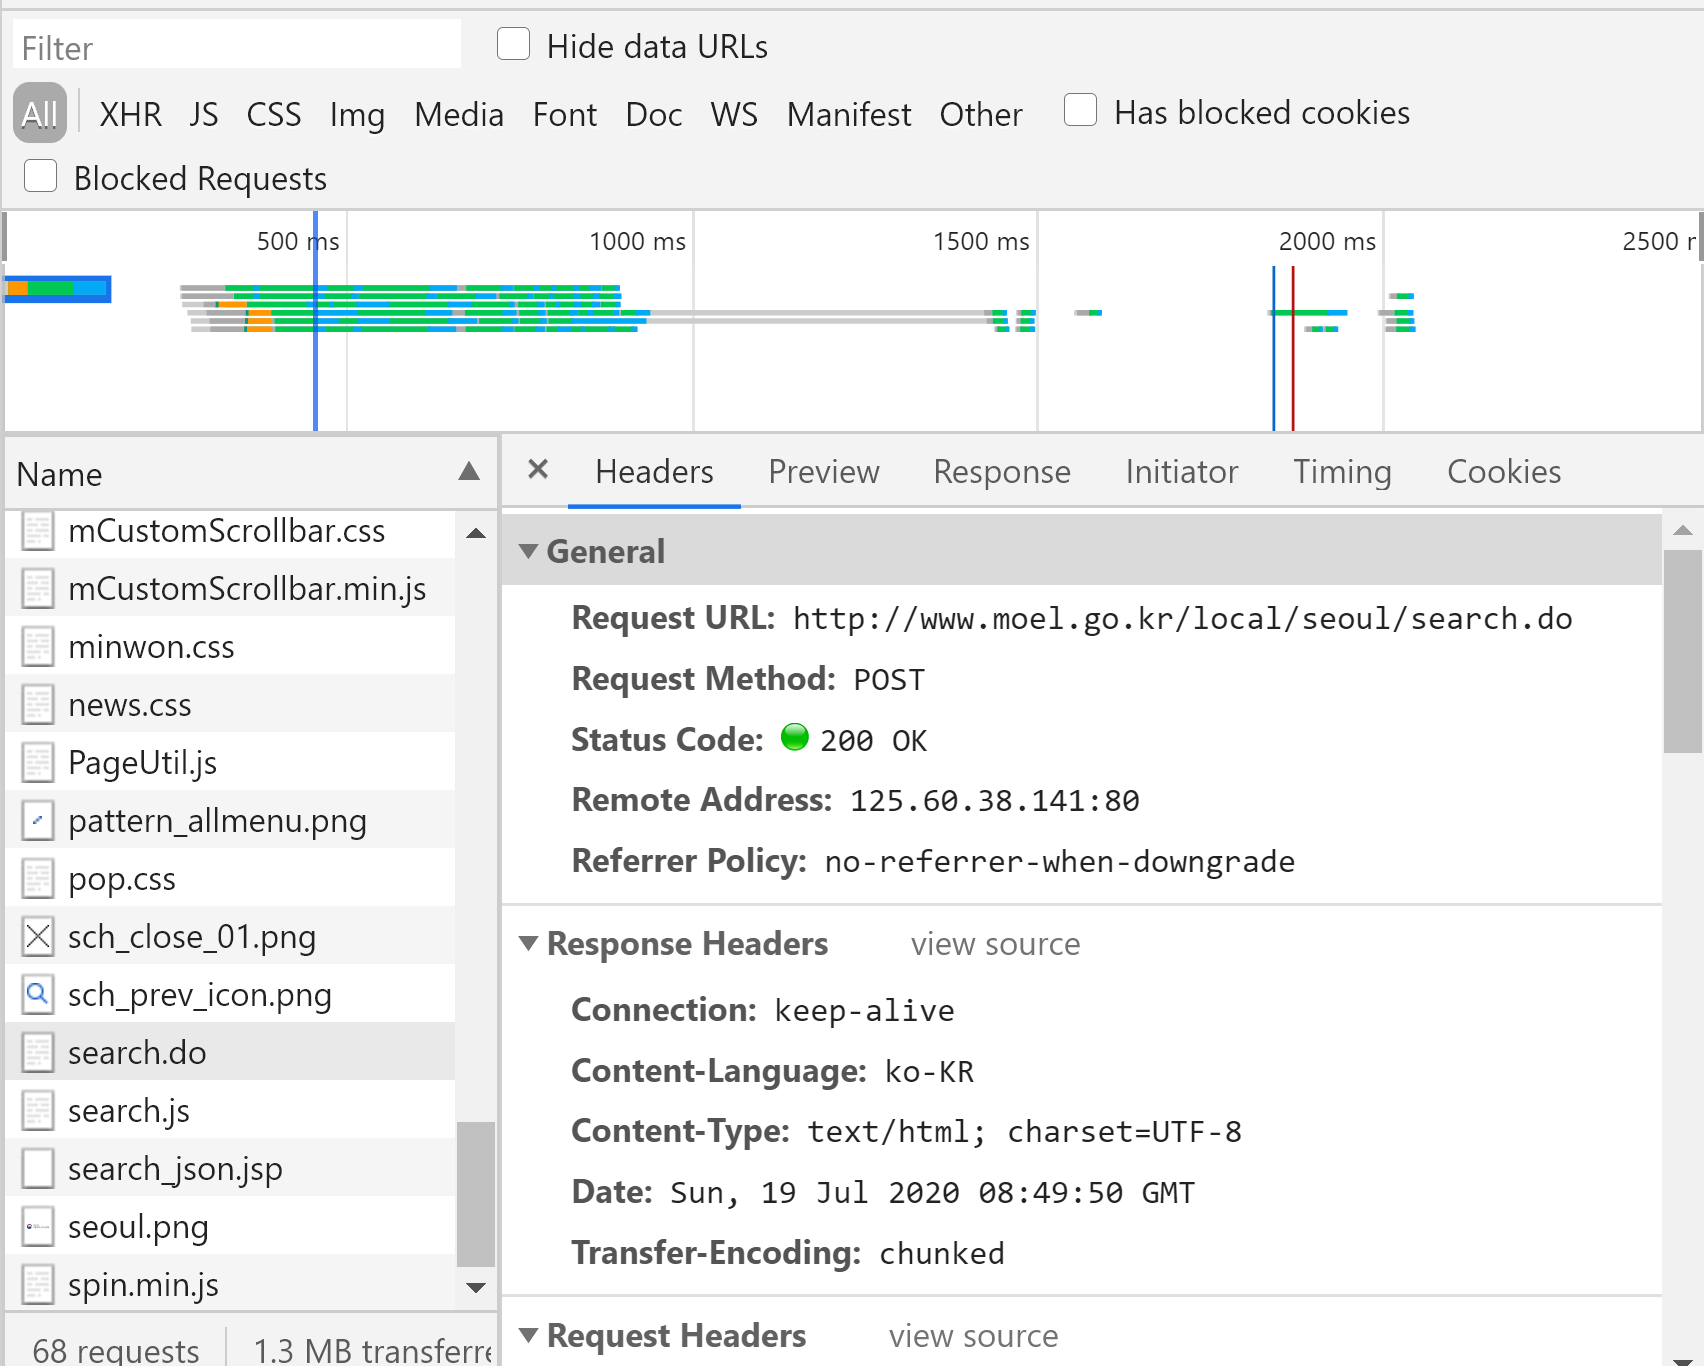 Filter
Hide data URLs
All XHR JS CSS Img Media Font Doc WS Manifest Other
Has blocked cookies
Blocked Requests
500 ms 1000 ms 1500 ms 2000 ms 2500 r
Name
mCustomScrollbar.css
mCustomScrollbar.min.js
minwon.css
news.css
PageUtil.js
pattern_allmenu.png
pop.css
sch_close_01.png
sch_prev_icon.png
search.do
search.js
search_json.jsp
seoul.png
spin.min.js
68 requests 1.3 MB transferre
Headers Preview Response Initiator Timing Cookies
General
Request URL: http://www.moel.go.kr/local/seoul/search.do
Request Method: POST
Status Code: 200 OK
Remote Address: 125.60.38.141:80
Referrer Policy: no-referrer-when-downgrade
Response Headers view source
Connection: keep-alive
Content-Language: ko-KR
Content-Type: text/html; charset=UTF-8
Date: Sun, 19 Jul 2020 08:49:50 GMT
Transfer-Encoding: chunked
Request Headers view source